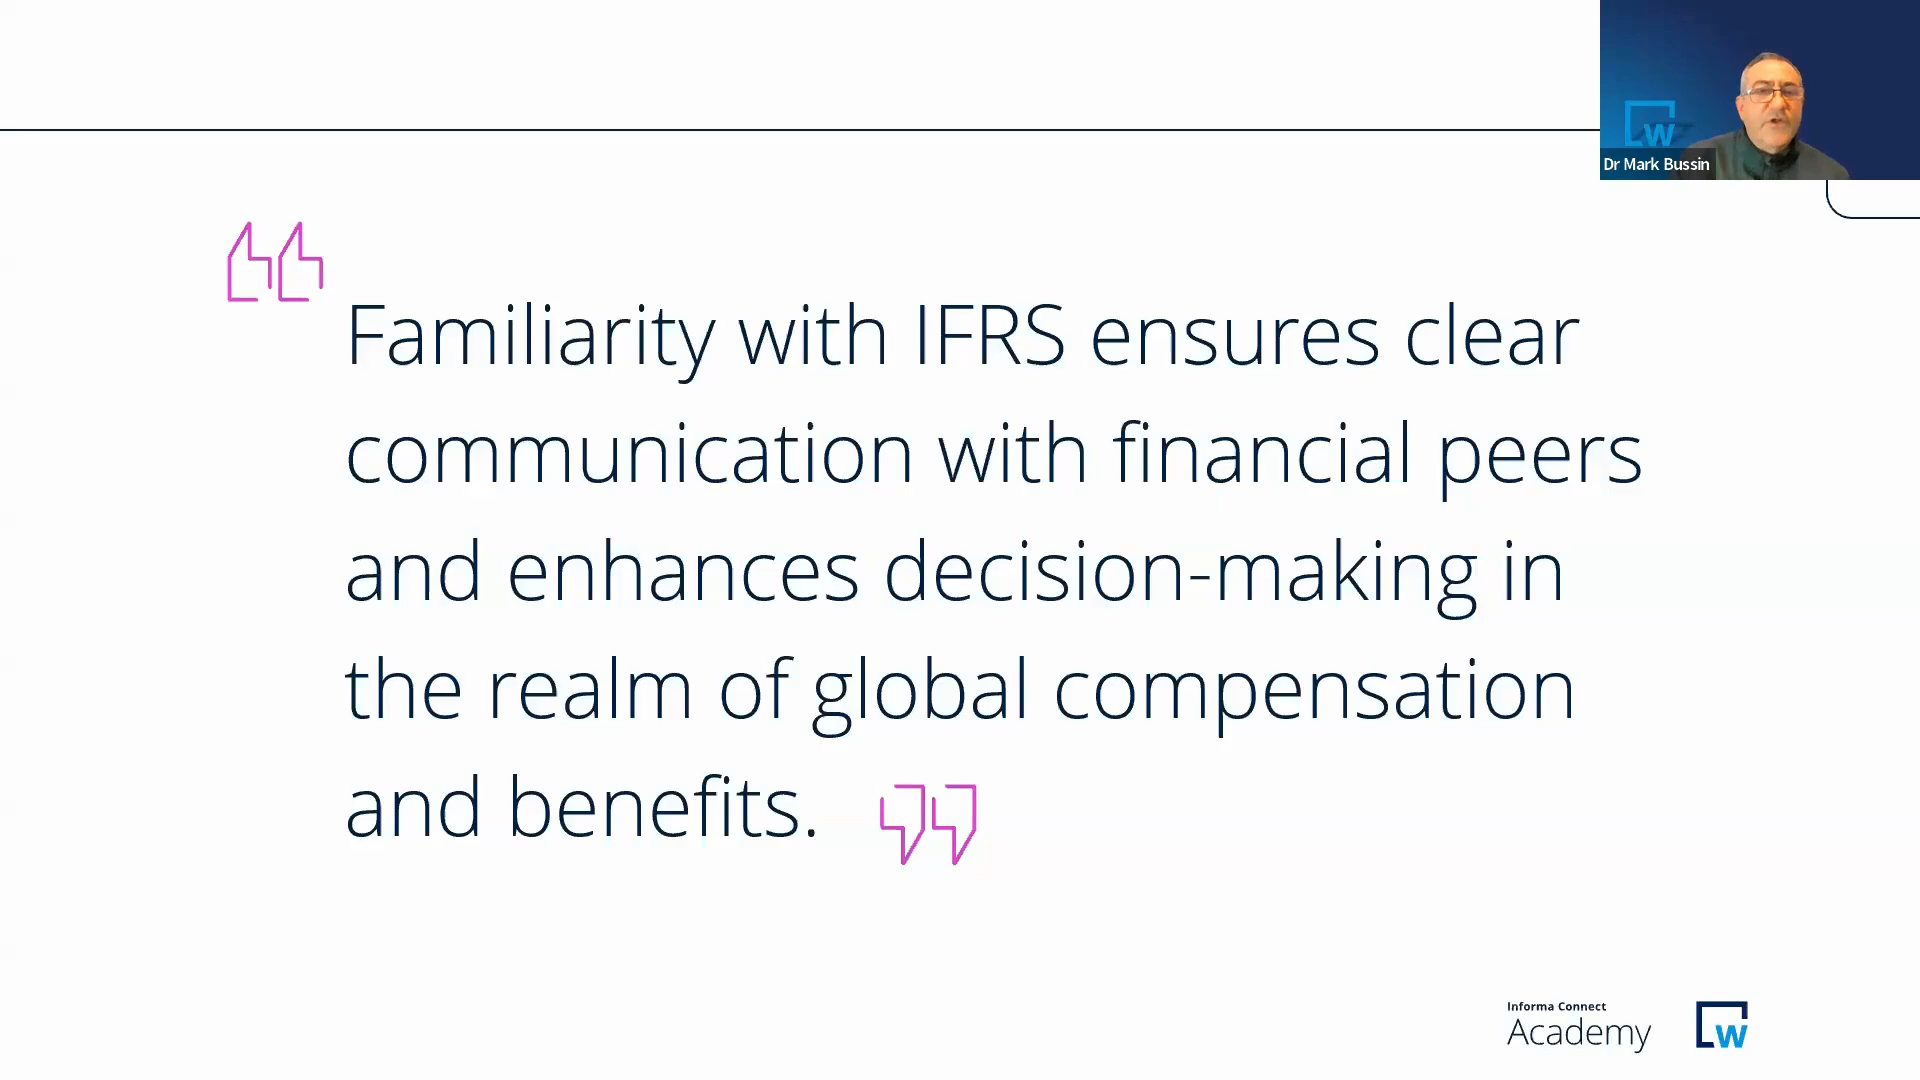 Dr Mark Bussin
Familiarity with IFRS ensures clear
communication with financial peers
and enhances decision-making in
the realm of global compensation
and benefits.
Informa Connect
Academy
W
W